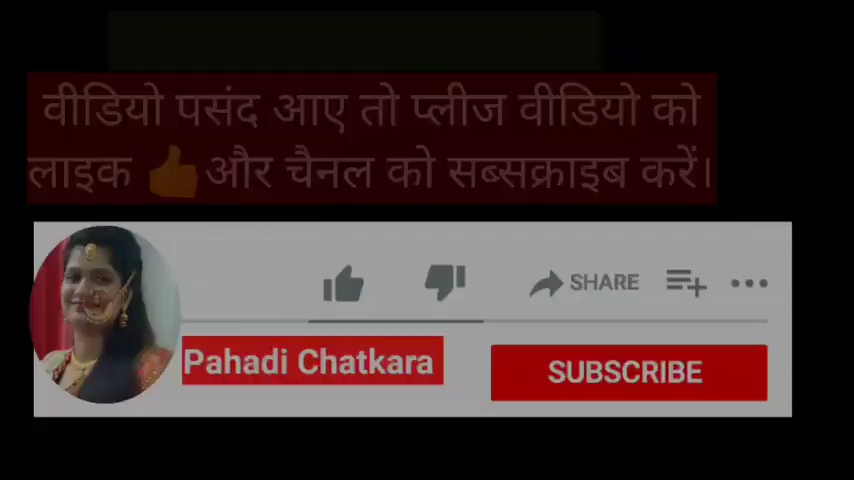 वीडियो पसंद आए तो प्लीज वीडियो को
लाइक 👍और चैनल को सब्सक्राइब करें।
SHARE
Pahadi Chatkara
SUBSCRIBE